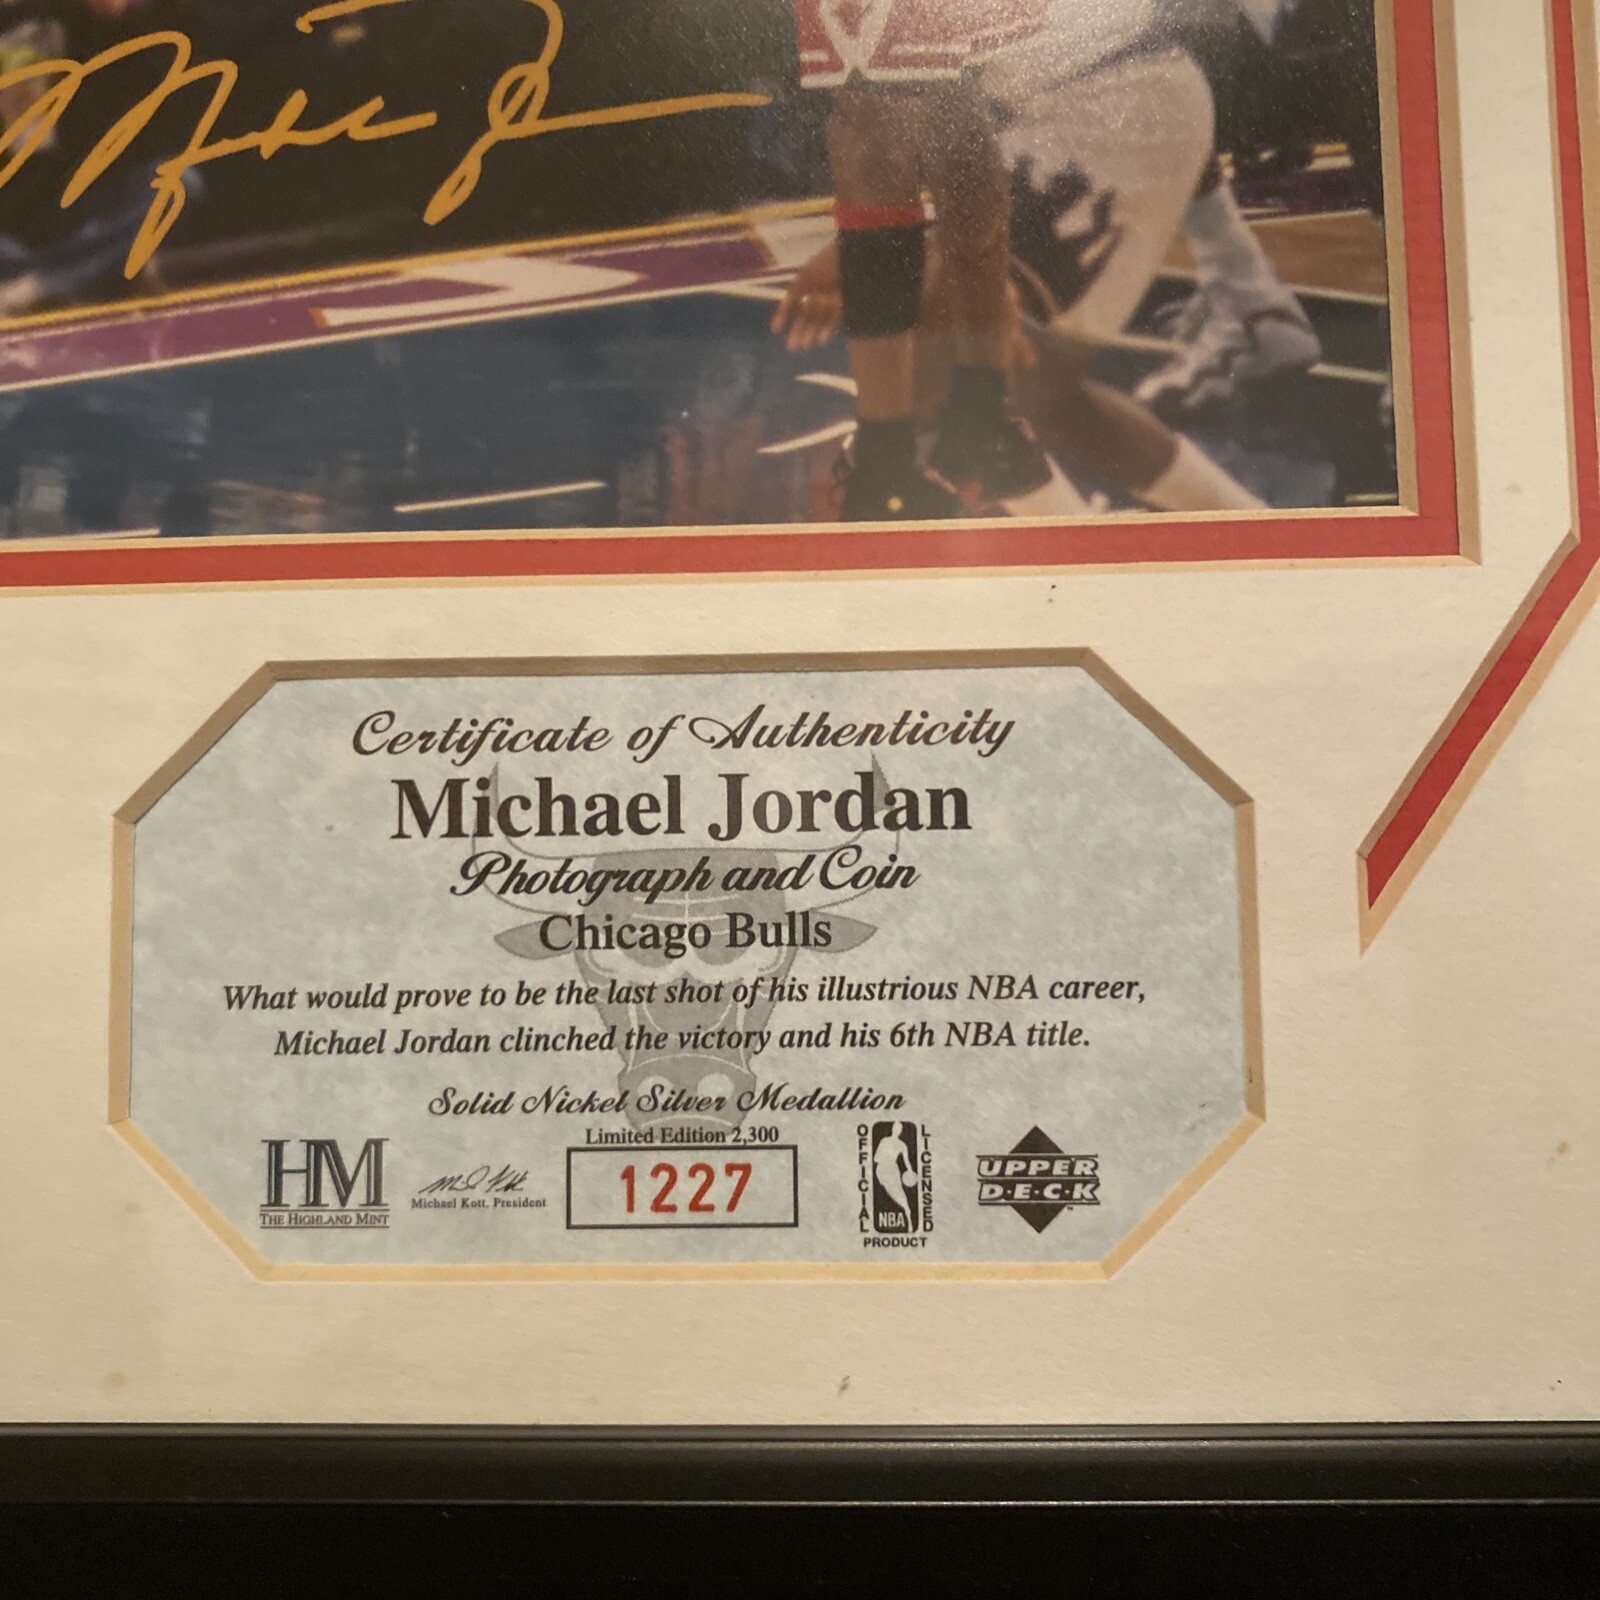 Certificate of Authenticity
Michael Jordan
Photograph and Coin
Chicago Bulls
What would prove to be the last shot of his illustrious NBA career,
Michael Jordan clinched the victory and his 6th NBA title.
Solid Nickel Silver Medallion
Limited Edition 2,300
1227
HM
THE HIGHLAND MINT
Michael Kott, President
OFFICIAL
LICENSED
NBA
PRODUCT
UPPER
D·E·C·K